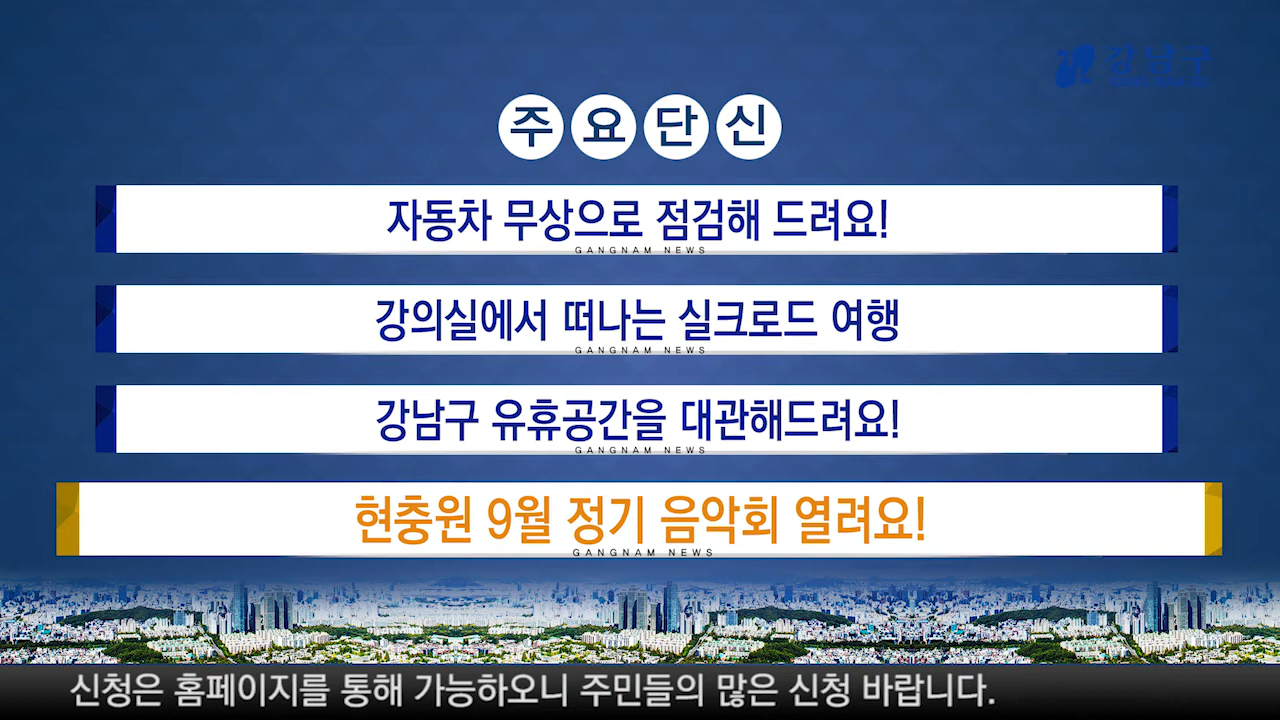 강남구
주요단신
자동차 무상으로 점검해 드려요!
GANGNAM NEWS
강의실에서 떠나는 실크로드 여행
GANGNAM NEWS
강남구 유휴공간을 대관해드려요!
GANGNAM NEWS
현충원 9월 정기 음악회 열려요!
GANGNAM NEWS
신청은 홈페이지를 통해 가능하오니 주민들의 많은 신청 바랍니다.